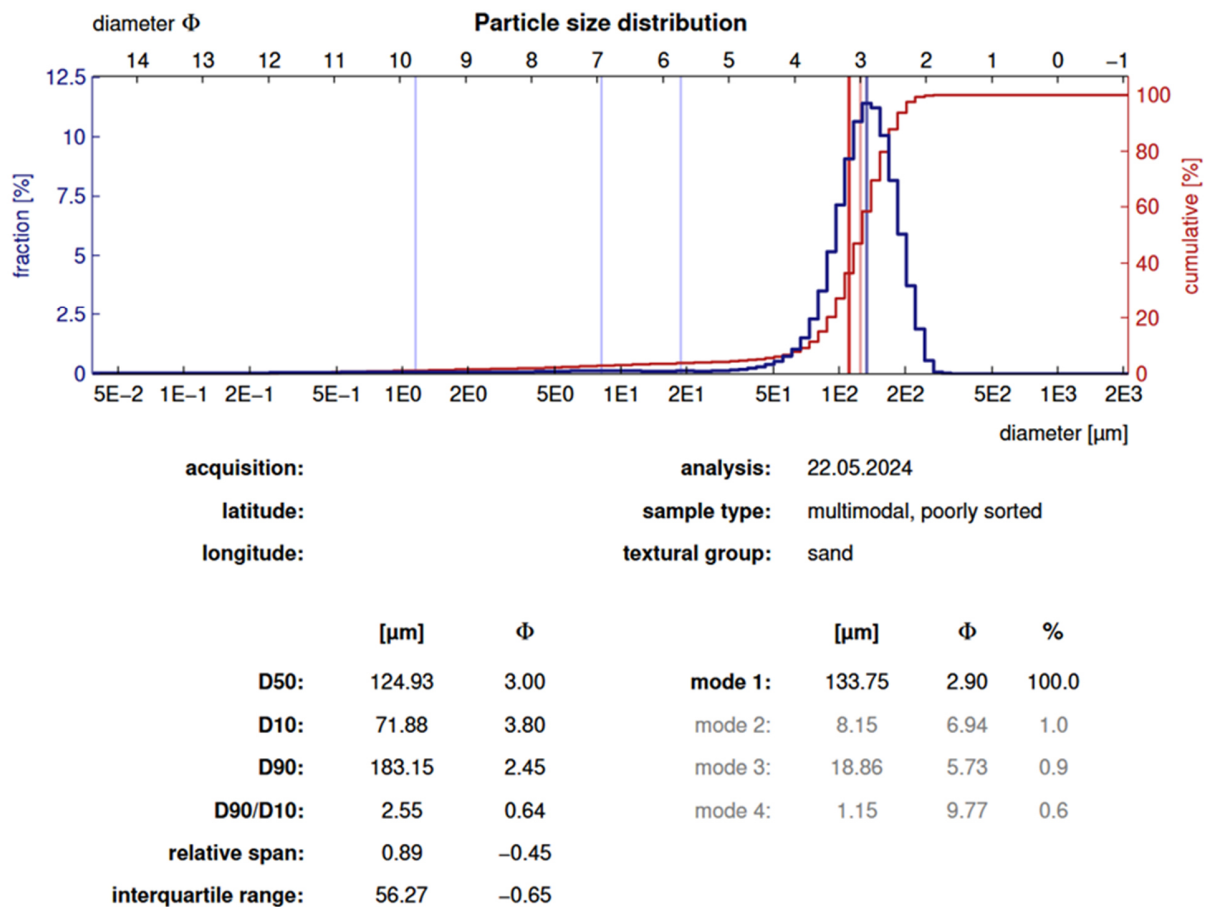 diameter Φ Particle size distribution
14 13 12 11 10 9 8 7 6 5 4 3 2 1 0 −1
12.5
10
7.5
5
2.5
0
fraction [%]
100
80
60
40
20
0
cumulative [%]
5E−2 1E−1 2E−1 5E−1 1E0 2E0 5E0 1E1 2E1 5E1 1E2 2E2 5E2 1E3 2E3
diameter [µm]
acquisition: analysis: 22.05.2024
latitude: sample type: multimodal, poorly sorted
longitude: textural group: sand
[µm] Φ [µm] Φ %
D50: 124.93 3.00 mode 1: 133.75 2.90 100.0
D10: 71.88 3.80 mode 2: 8.15 6.94 1.0
D90: 183.15 2.45 mode 3: 18.86 5.73 0.9
D90/D10: 2.55 0.64 mode 4: 1.15 9.77 0.6
relative span: 0.89 −0.45
interquartile range: 56.27 −0.65